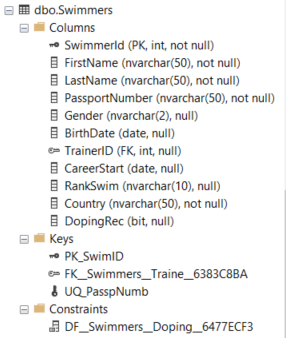 dbo.Swimmers
Columns
SwimmerId (PK, int, not null)
FirstName (nvarchar(50), not null)
LastName (nvarchar(50), not null)
PassportNumber (nvarchar(50), not null)
Gender (nvarchar(2), null)
BirthDate (date, null)
TrainerID (FK, int, null)
CareerStart (date, null)
RankSwim (nvarchar(10), null)
Country (nvarchar(50), not null)
DopingRec (bit, null)
Keys
PK_SwimID
FK__Swimmers__Traine__6383C8BA
UQ_PasspNumb
Constraints
DF__Swimmers__Doping__6477ECF3